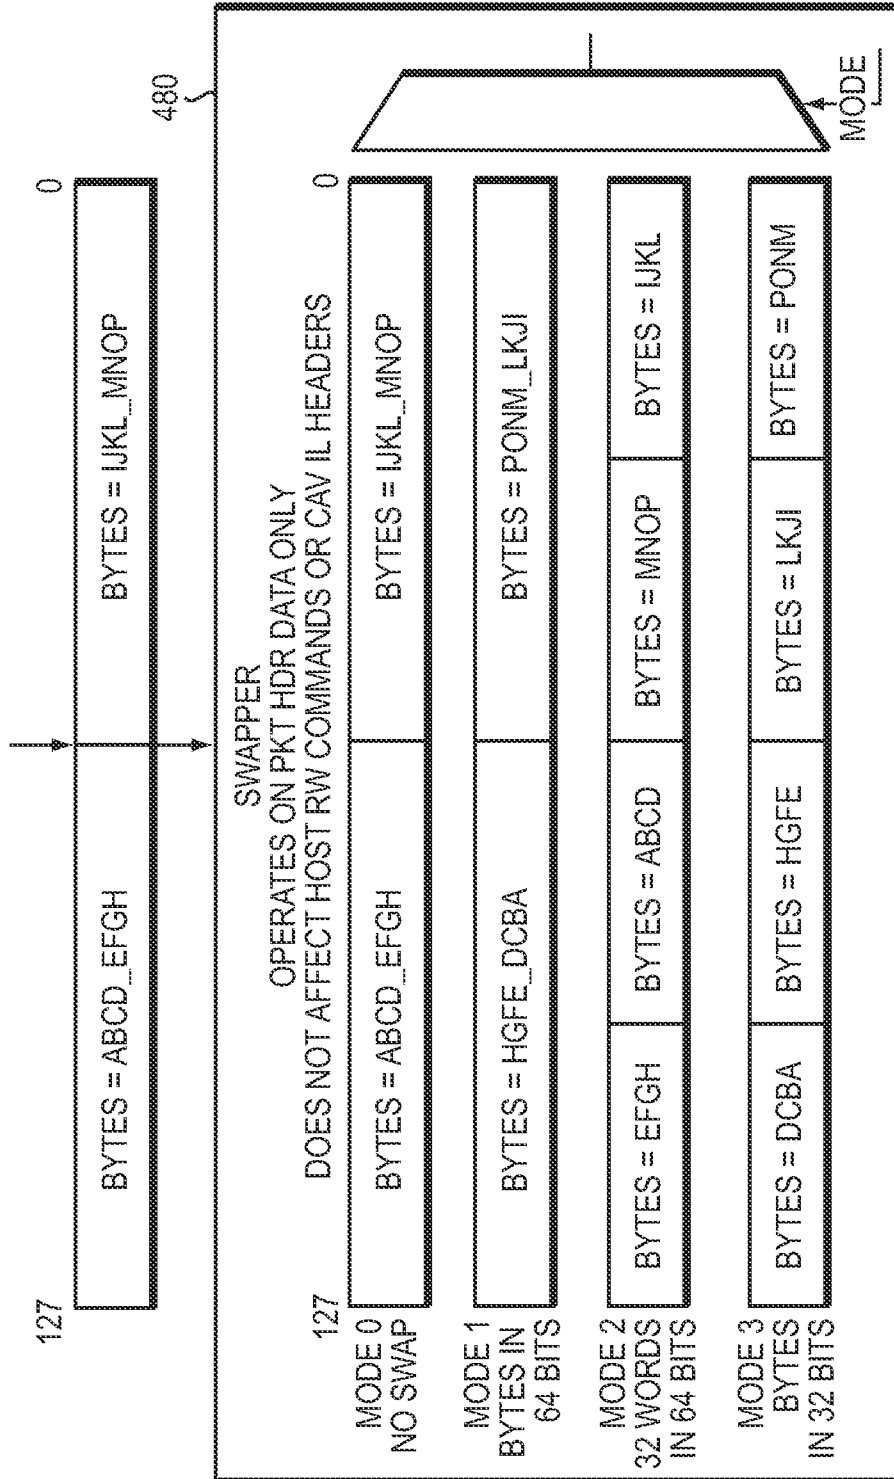 127
0
BYTES = ABCD_EFGH
BYTES = IJKL_MNOP
480
SWAPPER
OPERATES ON PKT HDR DATA ONLY
DOES NOT AFFECT HOST RW COMMANDS OR CAV IL HEADERS
127
0
MODE 0
NO SWAP
BYTES = ABCD_EFGH
BYTES = IJKL_MNOP
MODE 1
BYTES IN
64 BITS
BYTES = HGFE_DCBA
BYTES = PONM_LKJI
MODE 2
32 WORDS
IN 64 BITS
BYTES = EFGH
BYTES = ABCD
BYTES = MNOP
BYTES = IJKL
MODE 3
BYTES
IN 32 BITS
BYTES = DCBA
BYTES = HGFE
BYTES = LKJI
BYTES = PONM
MODE